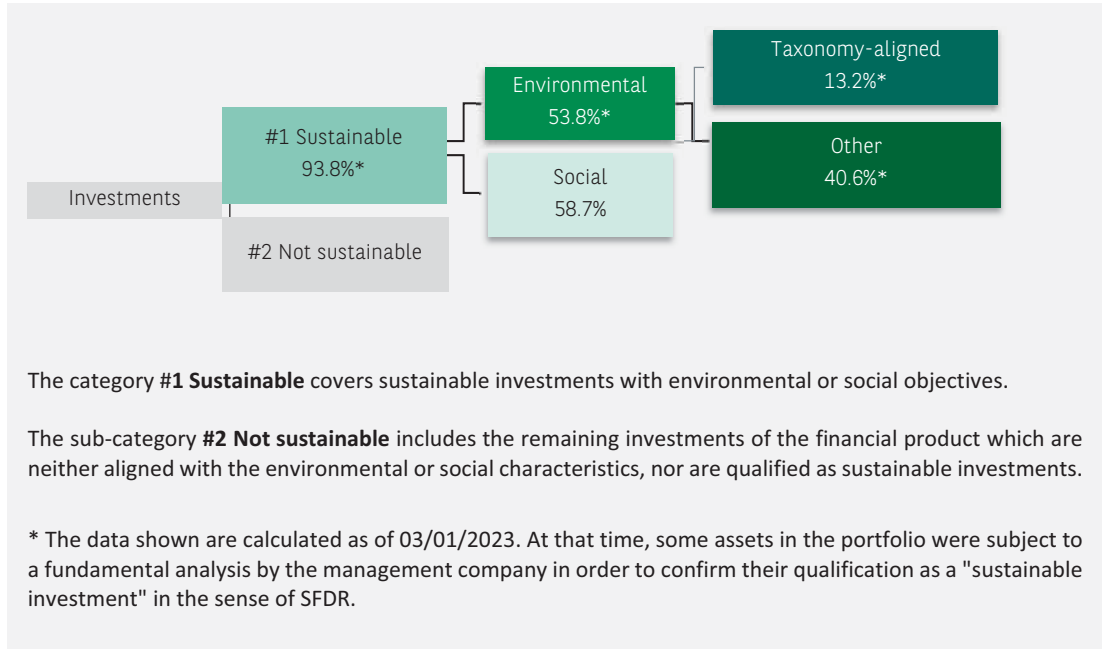 Taxonomy-aligned
13.2%*
Environmental
53.8%*
Other
40.6%*
#1 Sustainable
93.8%*
Social
58.7%
Investments
#2 Not sustainable
The category #1 Sustainable covers sustainable investments with environmental or social objectives.
The sub-category #2 Not sustainable includes the remaining investments of the financial product which are
neither aligned with the environmental or social characteristics, nor are qualified as sustainable investments.
* The data shown are calculated as of 03/01/2023. At that time, some assets in the portfolio were subject to
a fundamental analysis by the management company in order to confirm their qualification as a "sustainable
investment" in the sense of SFDR.